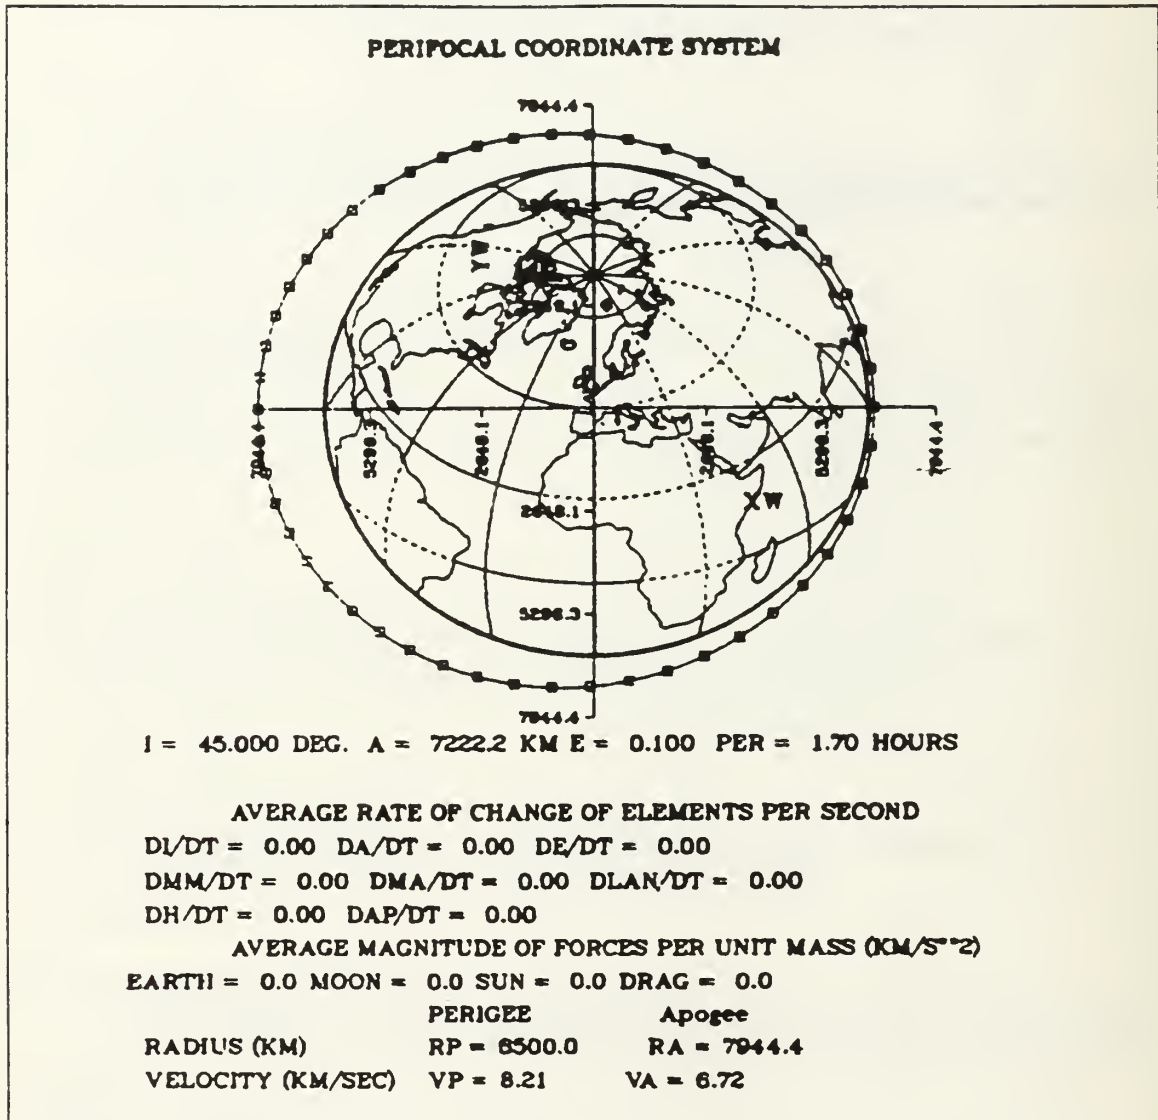 PERIFOCAL COORDINATE SYSTEM
7944.4
YW
7944.4
5296.3
2648.1
2648.1
5296.3
7944.4
XW
2648.1
5296.3
7944.4
I = 45.000 DEG. A = 7222.2 KM E = 0.100 PER = 1.70 HOURS
AVERAGE RATE OF CHANGE OF ELEMENTS PER SECOND
DI/DT = 0.00 DA/DT = 0.00 DE/DT = 0.00
DMM/DT = 0.00 DMA/DT = 0.00 DLAN/DT = 0.00
DH/DT = 0.00 DAP/DT = 0.00
AVERAGE MAGNITUDE OF FORCES PER UNIT MASS (KM/S**2)
EARTH = 0.0 MOON = 0.0 SUN = 0.0 DRAG = 0.0
PERIGEE Apogee
RADIUS (KM) RP = 6500.0 RA = 7944.4
VELOCITY (KM/SEC) VP = 8.21 VA = 6.72